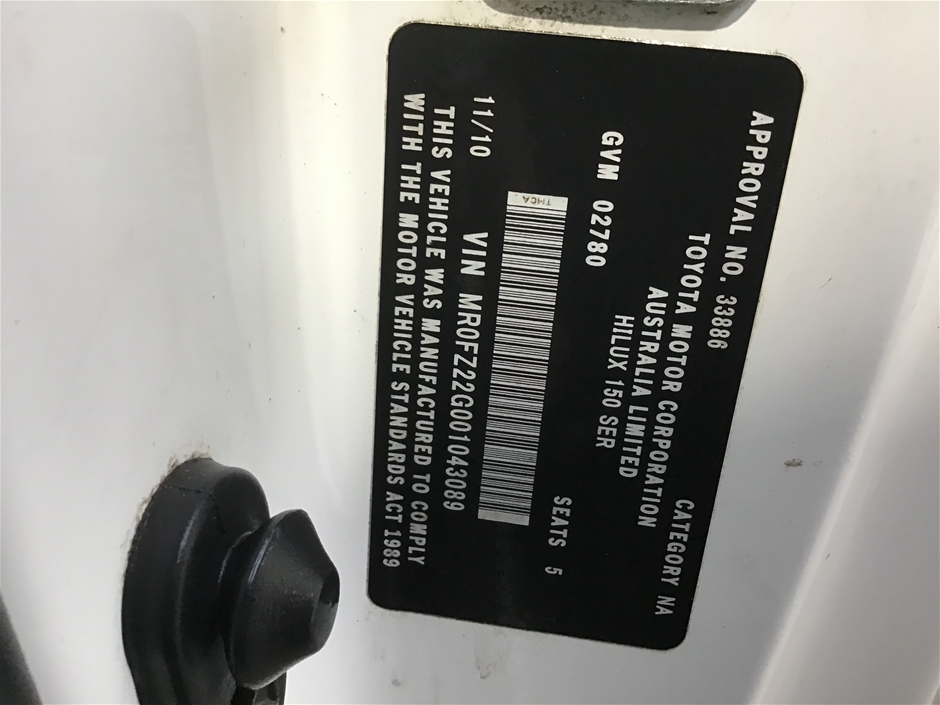 APPROVAL NO. 33886 CATEGORY NA
TOYOTA MOTOR CORPORATION
AUSTRALIA LIMITED
HILUX 150 SER
GVM 02780 SEATS 5
TMCA
11/10 VIN MR0FZ22G001043089
THIS VEHICLE WAS MANUFACTURED TO COMPLY
WITH THE MOTOR VEHICLE STANDARDS ACT 1989